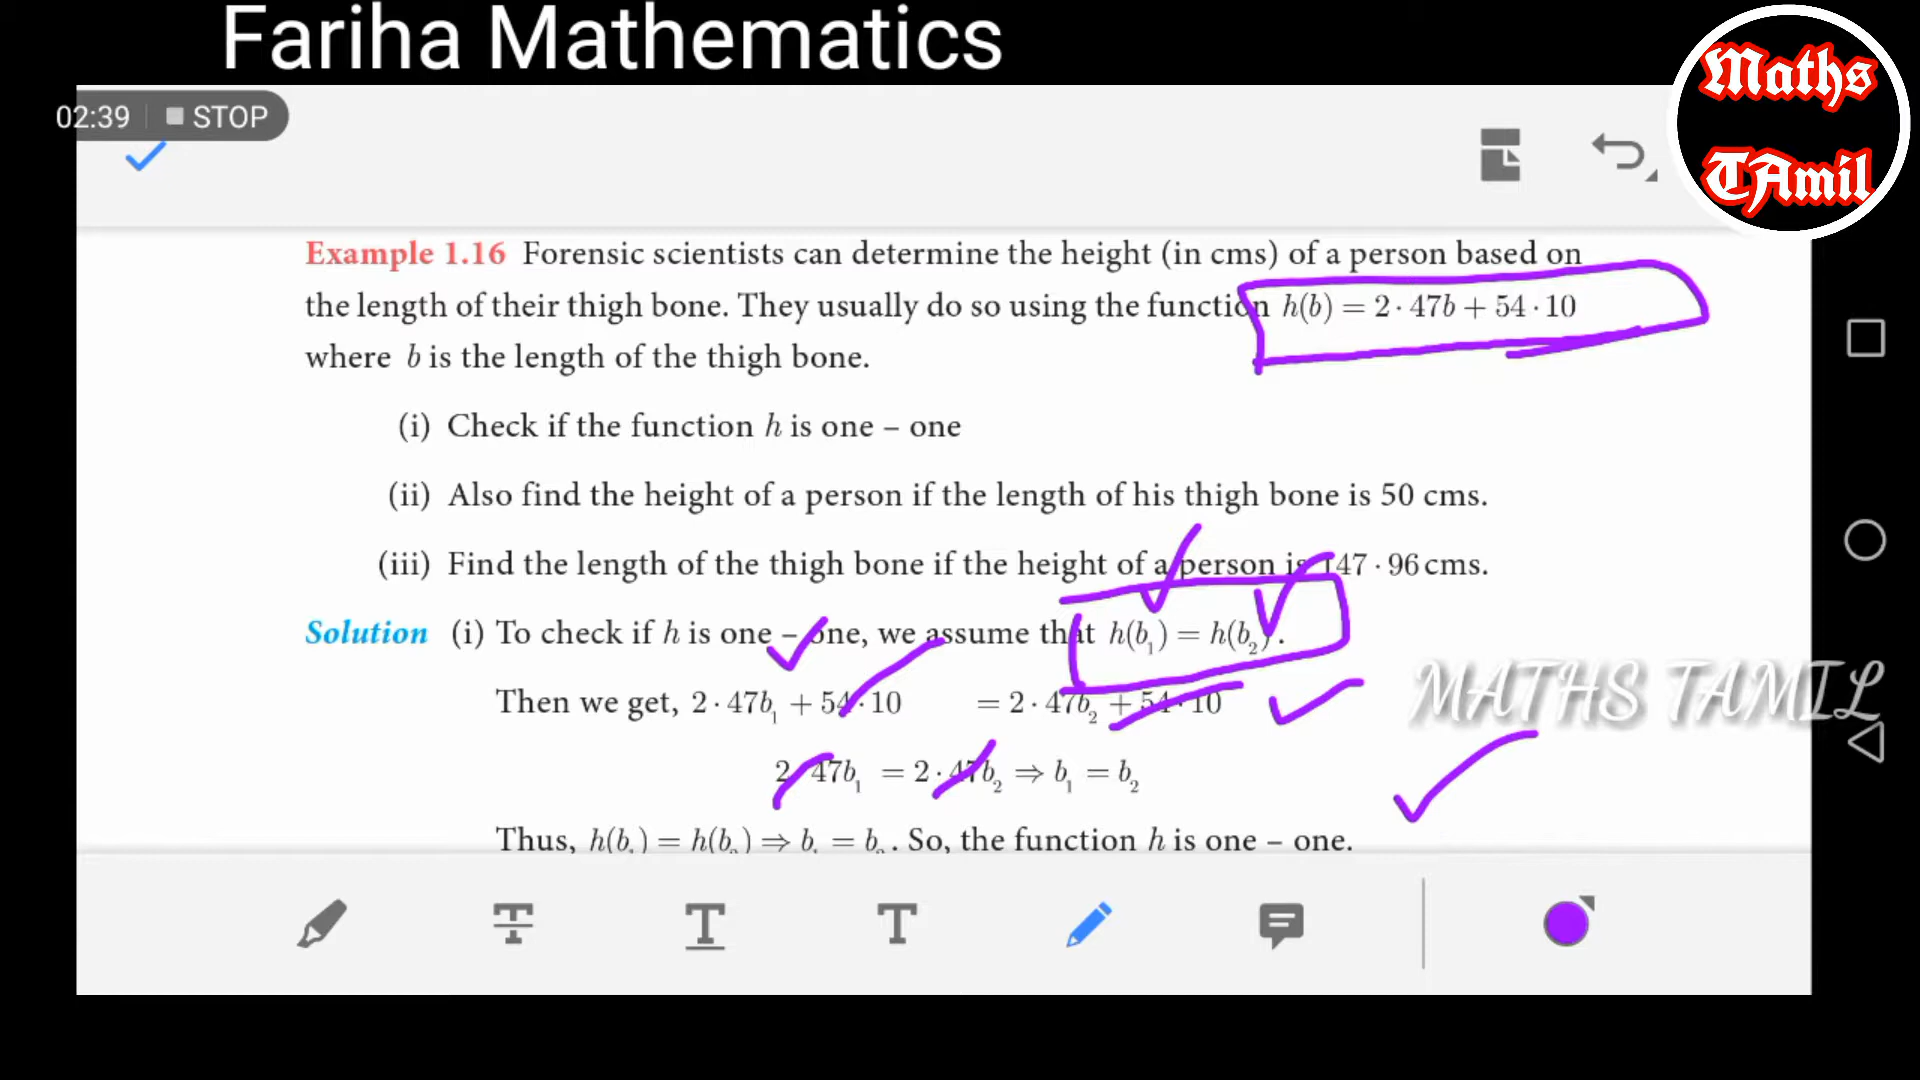 Fariha Mathematics
Maths
TAmil
02:39 STOP
Example 1.16 Forensic scientists can determine the height (in cms) of a person based on
the length of their thigh bone. They usually do so using the function h(b) = 2·47b + 54·10
where b is the length of the thigh bone.
(i) Check if the function h is one – one
(ii) Also find the height of a person if the length of his thigh bone is 50 cms.
(iii) Find the length of the thigh bone if the height of a person is 147·96 cms.
Solution (i) To check if h is one – one, we assume that h(b₁) = h(b₂).
Then we get, 2·47b₁ + 54·10 = 2·47b₂ + 54·10
MATHS TAMIL
2·47b₁ = 2·47b₂ ⇒ b₁ = b₂
Thus, h(b₁) = h(b₂) ⇒ b₁ = b₂. So, the function h is one – one.